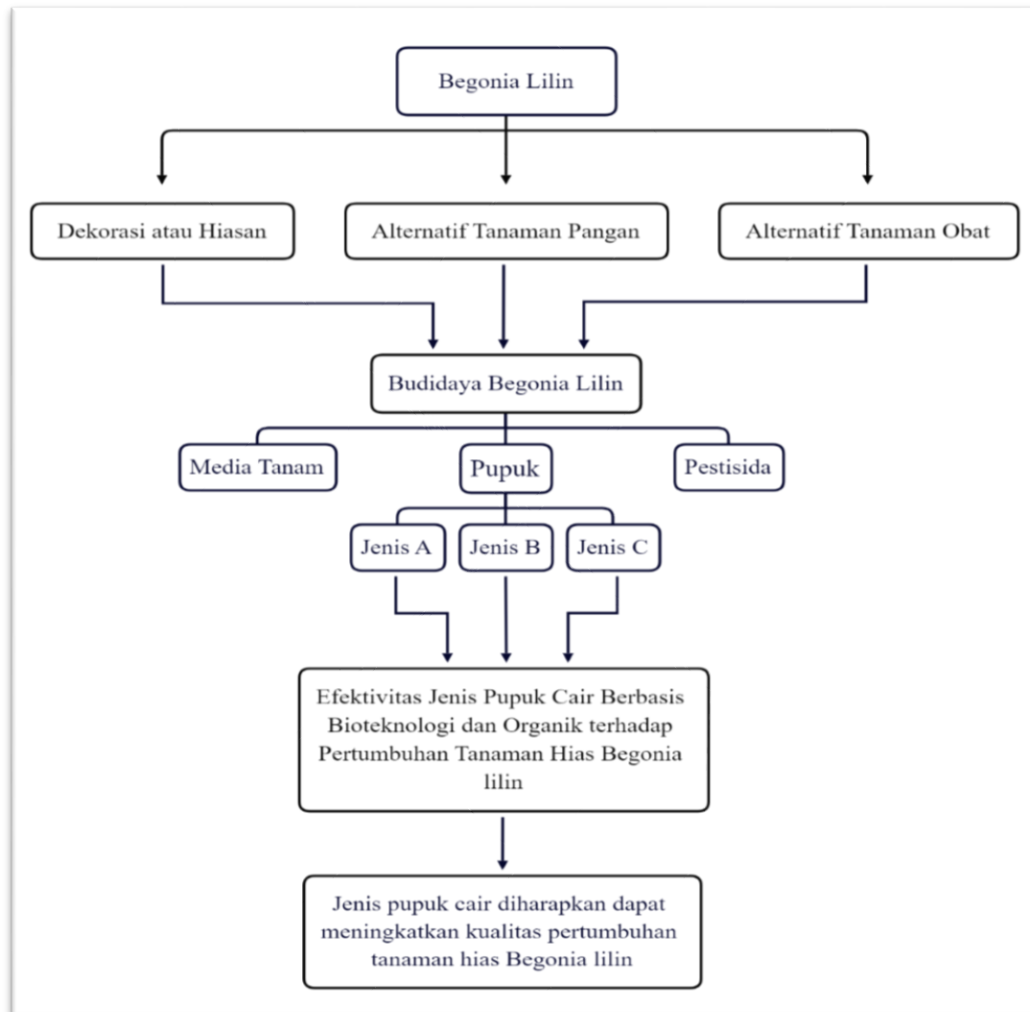 Begonia Lilin
Dekorasi atau Hiasan
Alternatif Tanaman Pangan
Alternatif Tanaman Obat
Budidaya Begonia Lilin
Media Tanam
Pupuk
Pestisida
Jenis A
Jenis B
Jenis C
Efektivitas Jenis Pupuk Cair Berbasis
Bioteknologi dan Organik terhadap
Pertumbuhan Tanaman Hias Begonia
lilin
Jenis pupuk cair diharapkan dapat
meningkatkan kualitas pertumbuhan
tanaman hias Begonia lilin